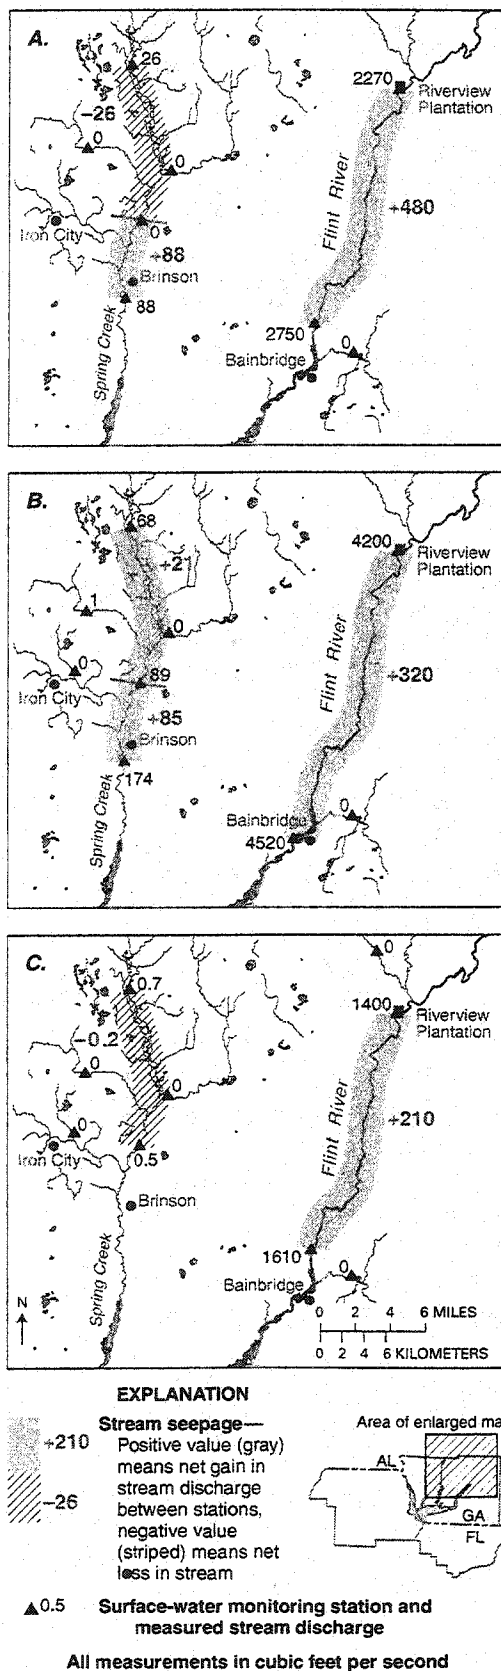 A.
26
2270
Riverview
Plantation
−26
0
0
+480
Flint River
Iron City
0
+88
Brinson
88
2750
0
Bainbridge
Spring Creek
B.
68
4200
Riverview
Plantation
+21
1
0
0
89
Flint River
+320
Iron City
+85
Brinson
174
Bainbridge
0
4520
Spring Creek
C.
0
0.7
1400
Riverview
Plantation
−0.2
0
0
0
Flint River
+210
Iron City
0.5
Brinson
1610
0
Bainbridge
Spring Creek
N
0 2 4 6 MILES
0 2 4 6 KILOMETERS
EXPLANATION
+210
−26
Stream seepage—
Positive value (gray)
means net gain in
stream discharge
between stations,
negative value
(striped) means net
loss in stream
Area of enlarged ma
AL
GA
FL
0.5 Surface-water monitoring station and
measured stream discharge
All measurements in cubic feet per second